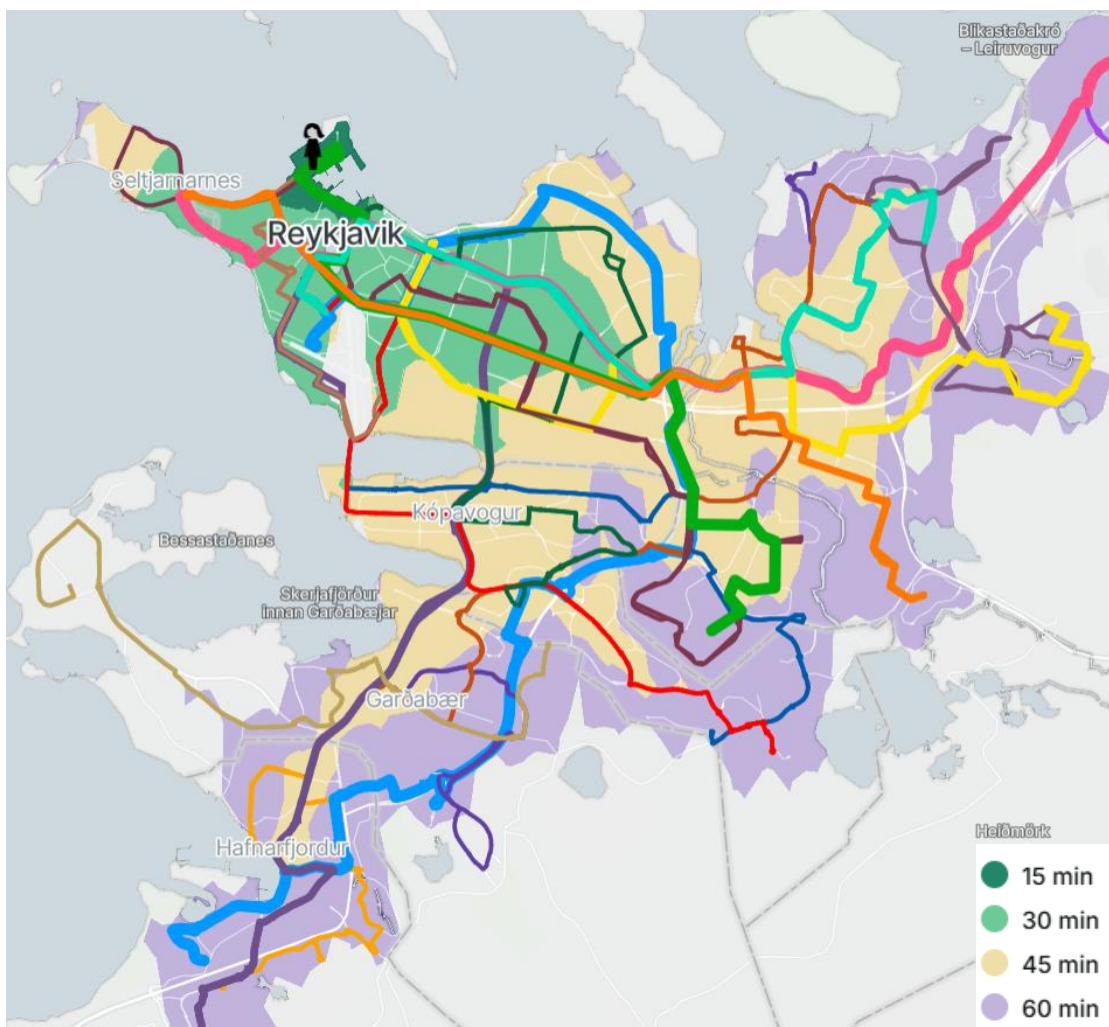 Blikastaðakró
– Leiruvogur
Seltjarnarnes
Reykjavik
Kópavogur
Bessastaðanes
Skerjafjörður
innan Garðabæjar
Garðabær
Hafnarfjordur
Heiðmörk
15 min
30 min
45 min
60 min